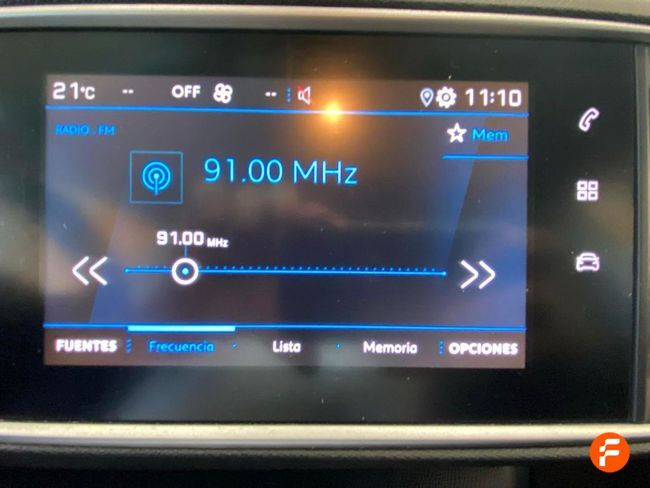 21°C -- OFF -- 11:10
RADIO . FM
Mem
91.00 MHz
91.00 MHz
FUENTES Frecuencia Lista Memoria OPCIONES